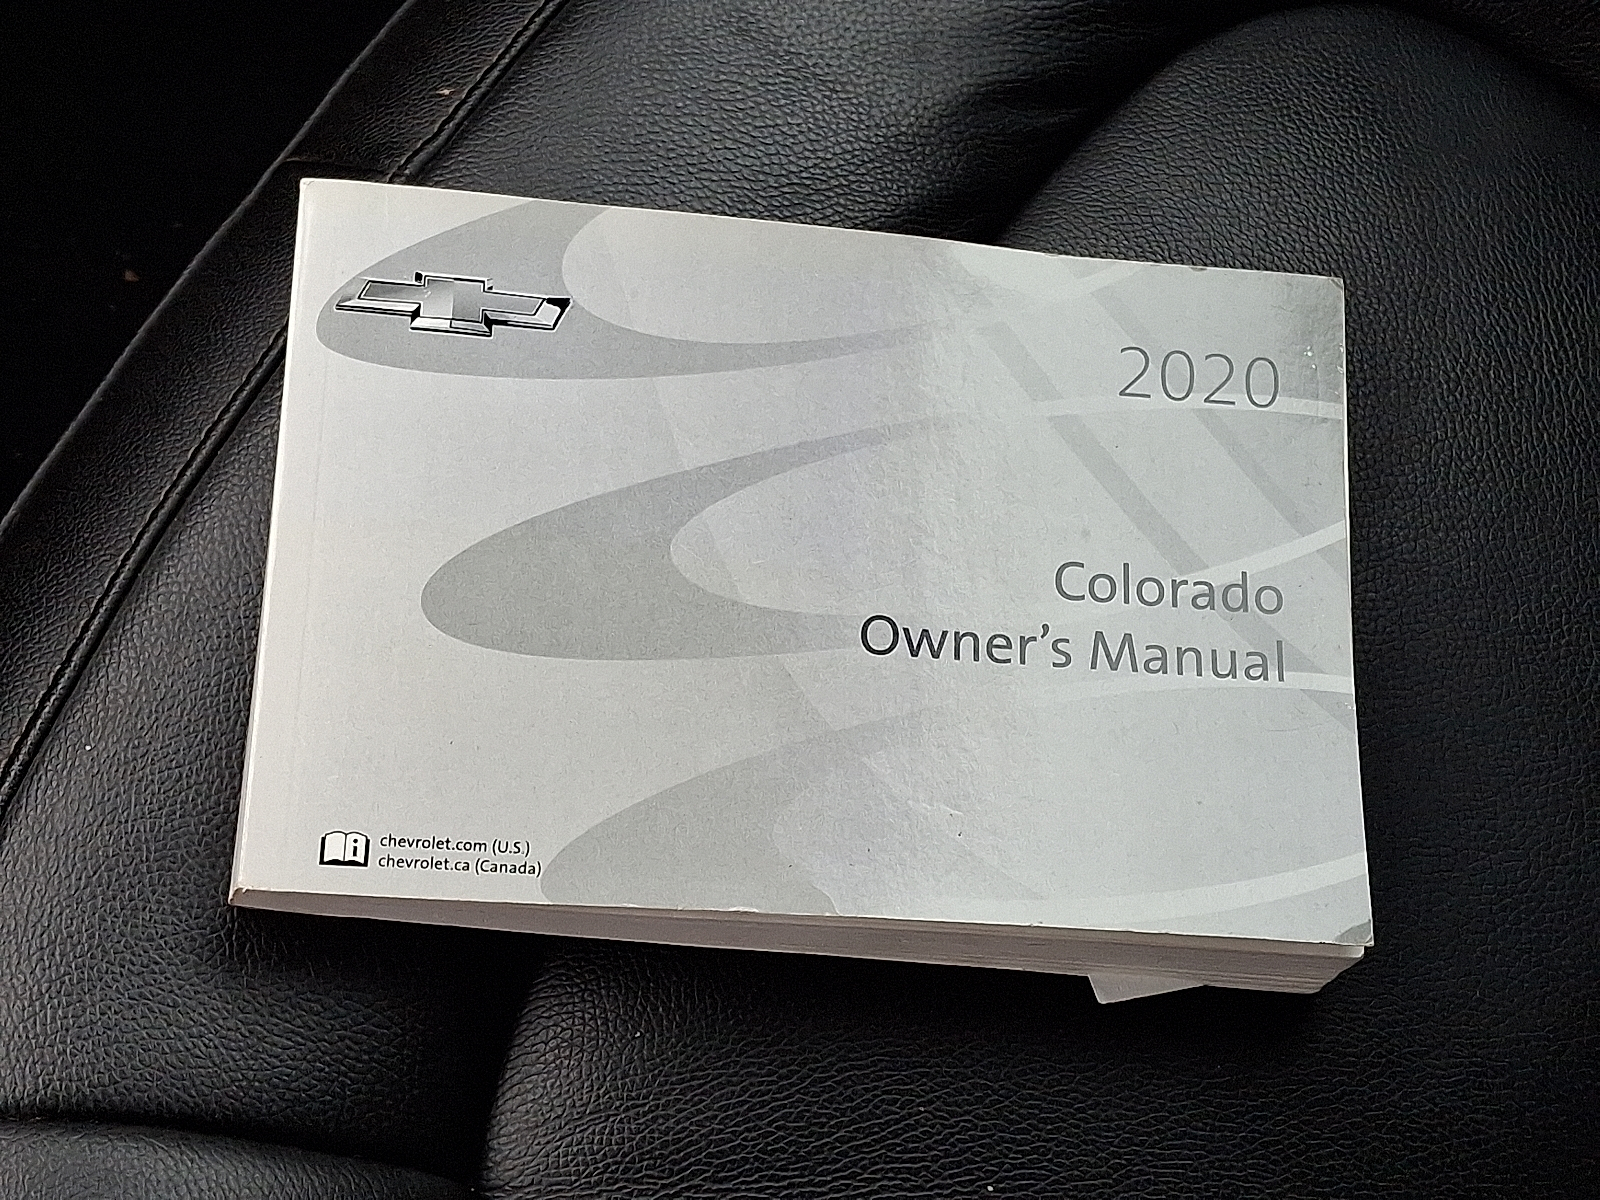 2020
Colorado
Owner's Manual
i
chevrolet.com (U.S.)
chevrolet.ca (Canada)